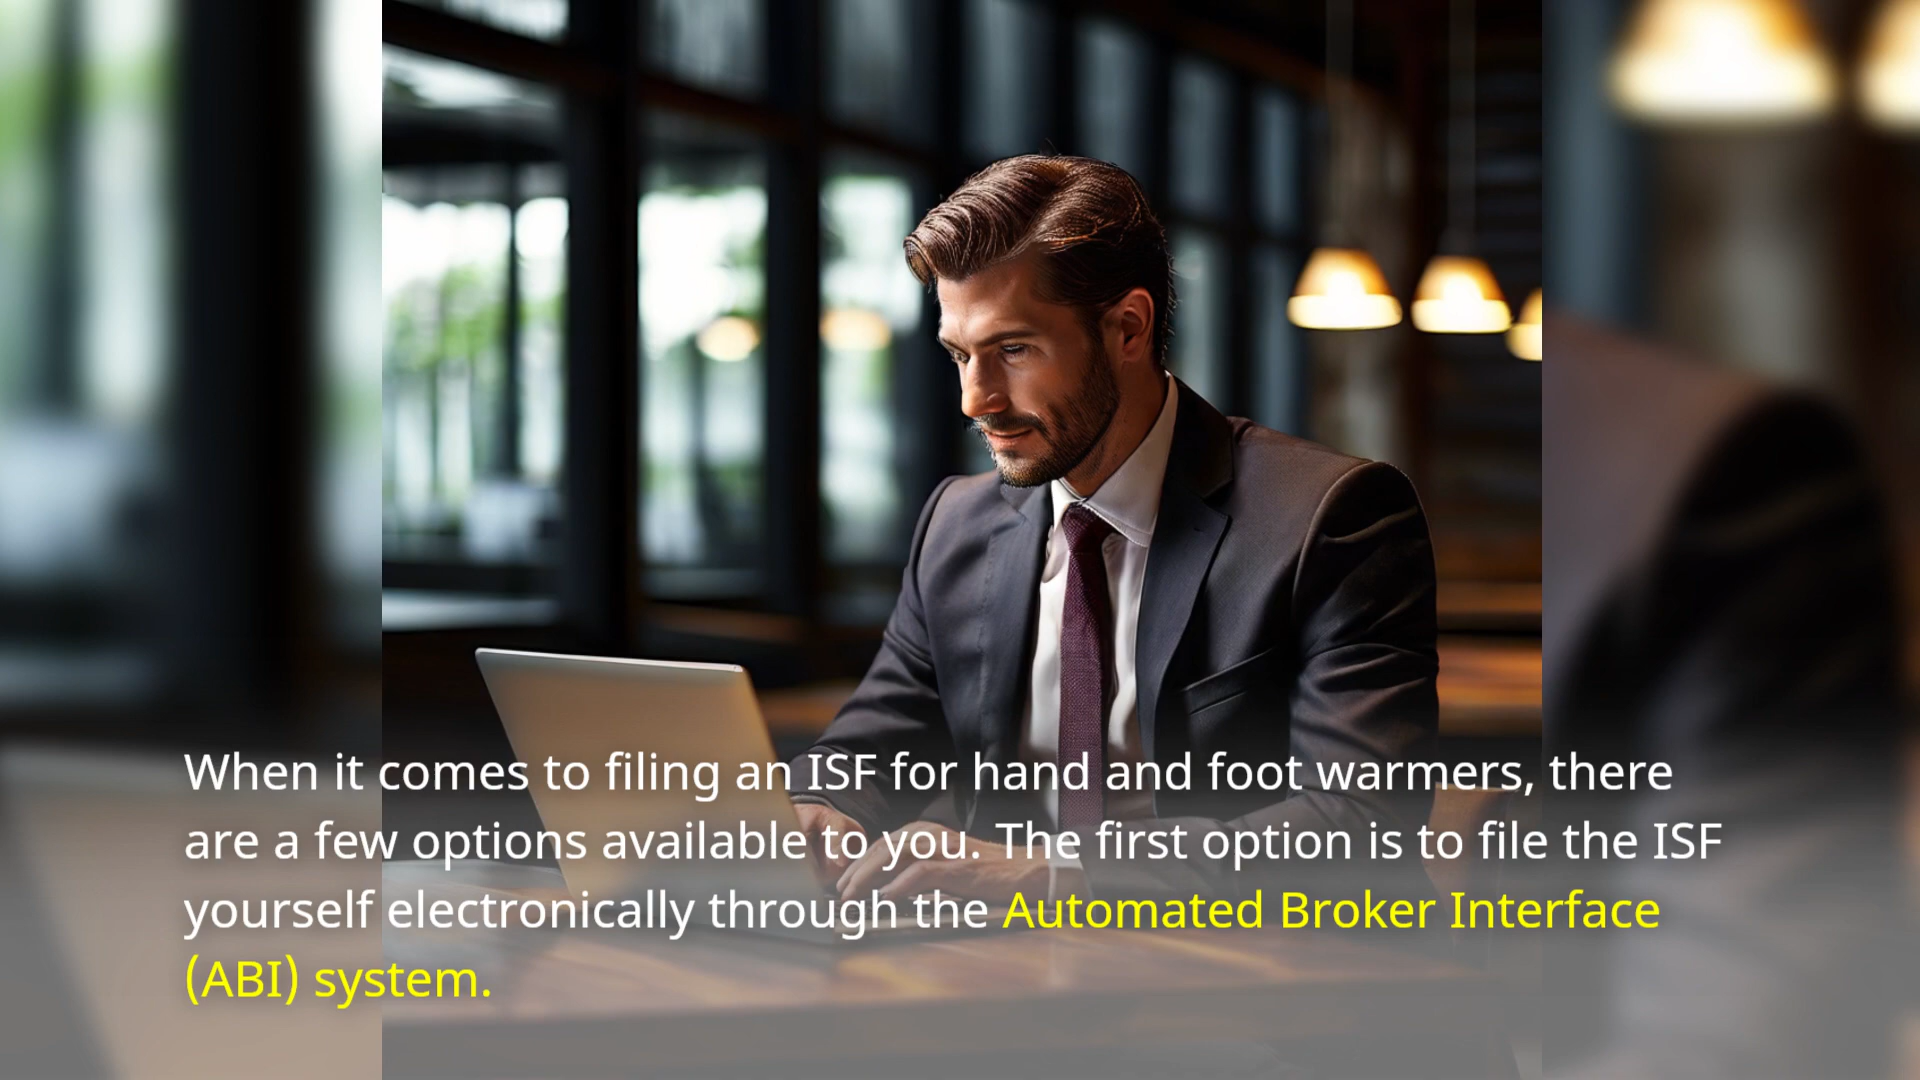 When it comes to filing an ISF for hand and foot warmers, there
are a few options available to you. The first option is to file the ISF
yourself electronically through the Automated Broker Interface
(ABI) system.